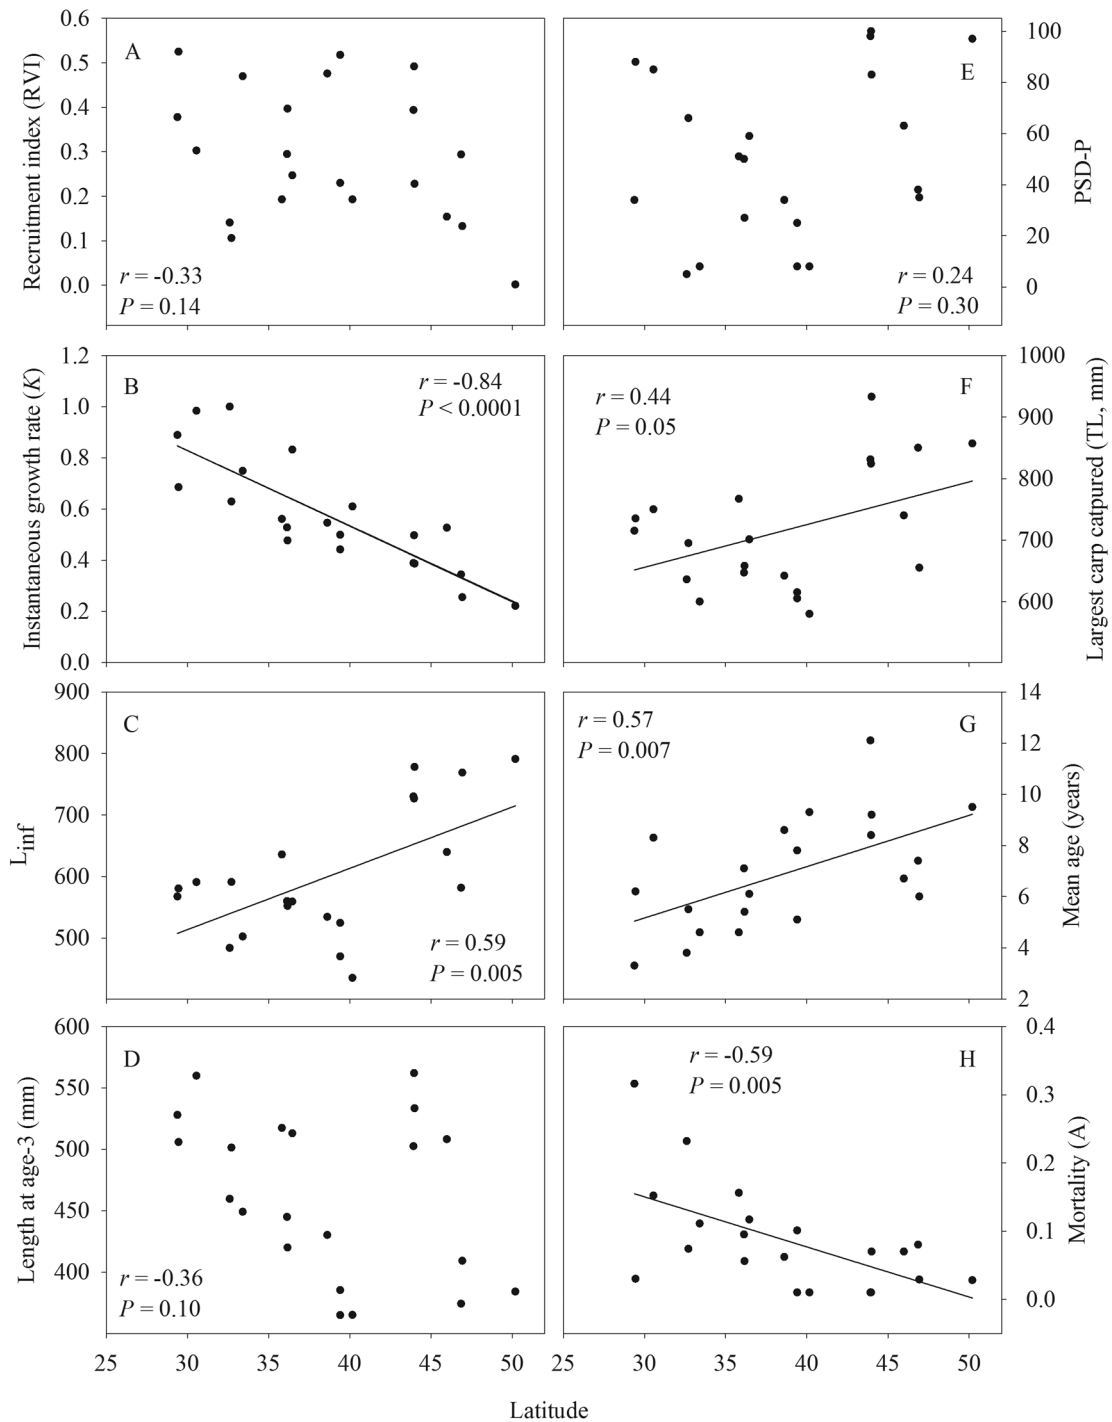 0.6
0.5
0.4
0.3
0.2
0.1
0.0
Recruitment index (RVI)
A
r = -0.33
P = 0.14
100
80
60
40
20
0
PSD-P
E
r = 0.24
P = 0.30
1.2
1.0
0.8
0.6
0.4
0.2
0.0
Instantaneous growth rate (K)
B
r = -0.84
P < 0.0001
1000
900
800
700
600
Largest carp catpured (TL, mm)
F
r = 0.44
P = 0.05
900
800
700
600
500
Linf
C
r = 0.59
P = 0.005
14
12
10
8
6
4
2
Mean age (years)
G
r = 0.57
P = 0.007
600
550
500
450
400
Length at age-3 (mm)
D
r = -0.36
P = 0.10
0.4
0.3
0.2
0.1
0.0
Mortality (A)
H
r = -0.59
P = 0.005
25 30 35 40 45 50 25 30 35 40 45 50
Latitude